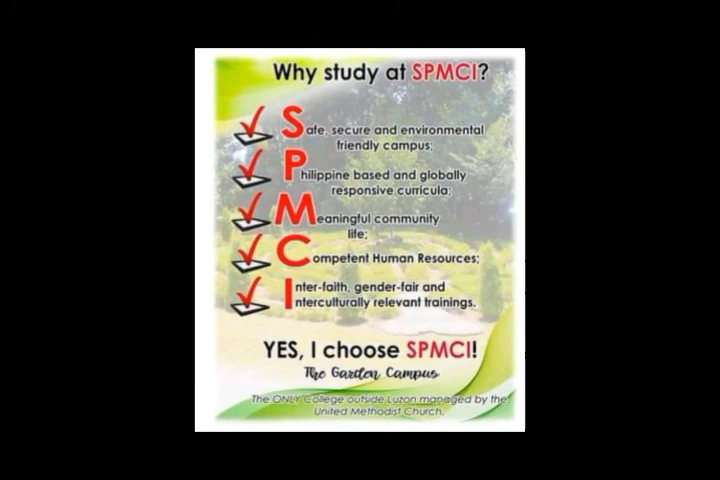 Why study at SPMCI?
Safe, secure and environmental
friendly campus;
Philippine based and globally
responsive curricula;
Meaningful community
life;
Competent Human Resources;
Inter-faith, gender-fair and
Interculturally relevant trainings.
YES, I choose SPMCI!
The Garden Campus
The ONLY College outside Luzon managed by the
United Methodist Church.